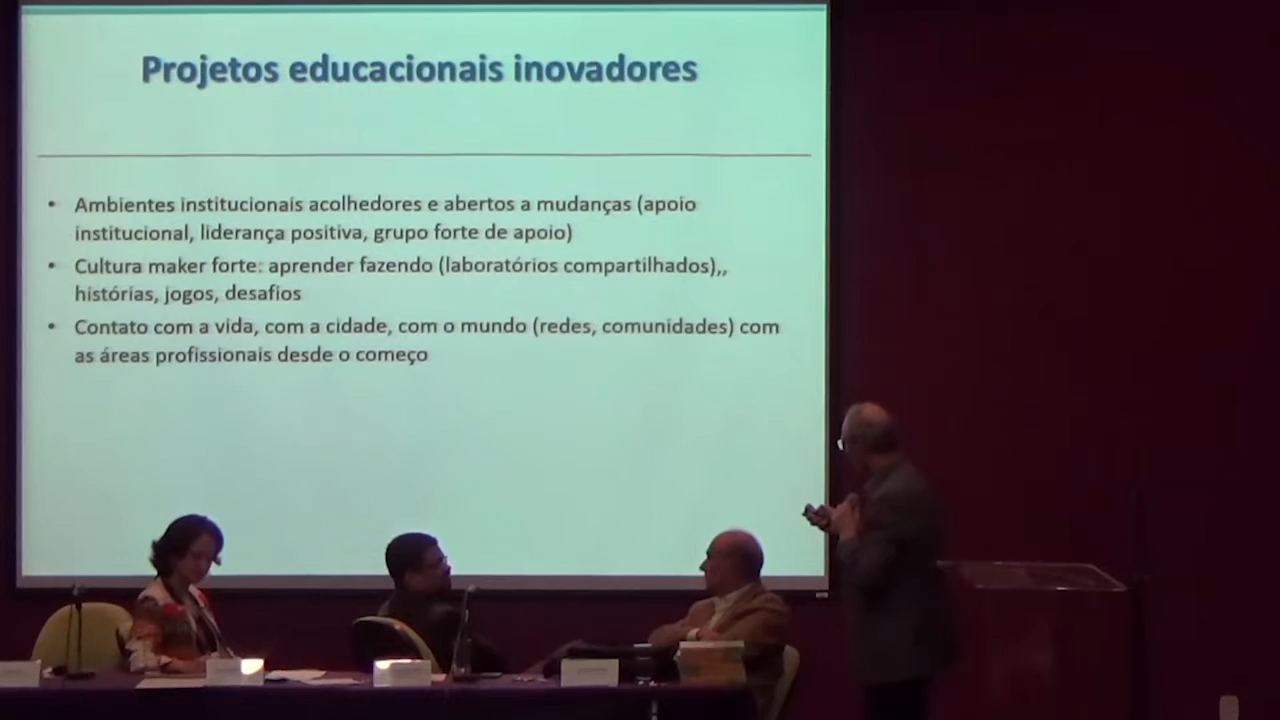 Projetos educacionais inovadores
• Ambientes institucionais acolhedores e abertos a mudanças (apoio
institucional, liderança positiva, grupo forte de apoio)
• Cultura maker forte: aprender fazendo (laboratórios compartilhados),,
histórias, jogos, desafios
• Contato com a vida, com a cidade, com o mundo (redes, comunidades) com
as áreas profissionais desde o começo